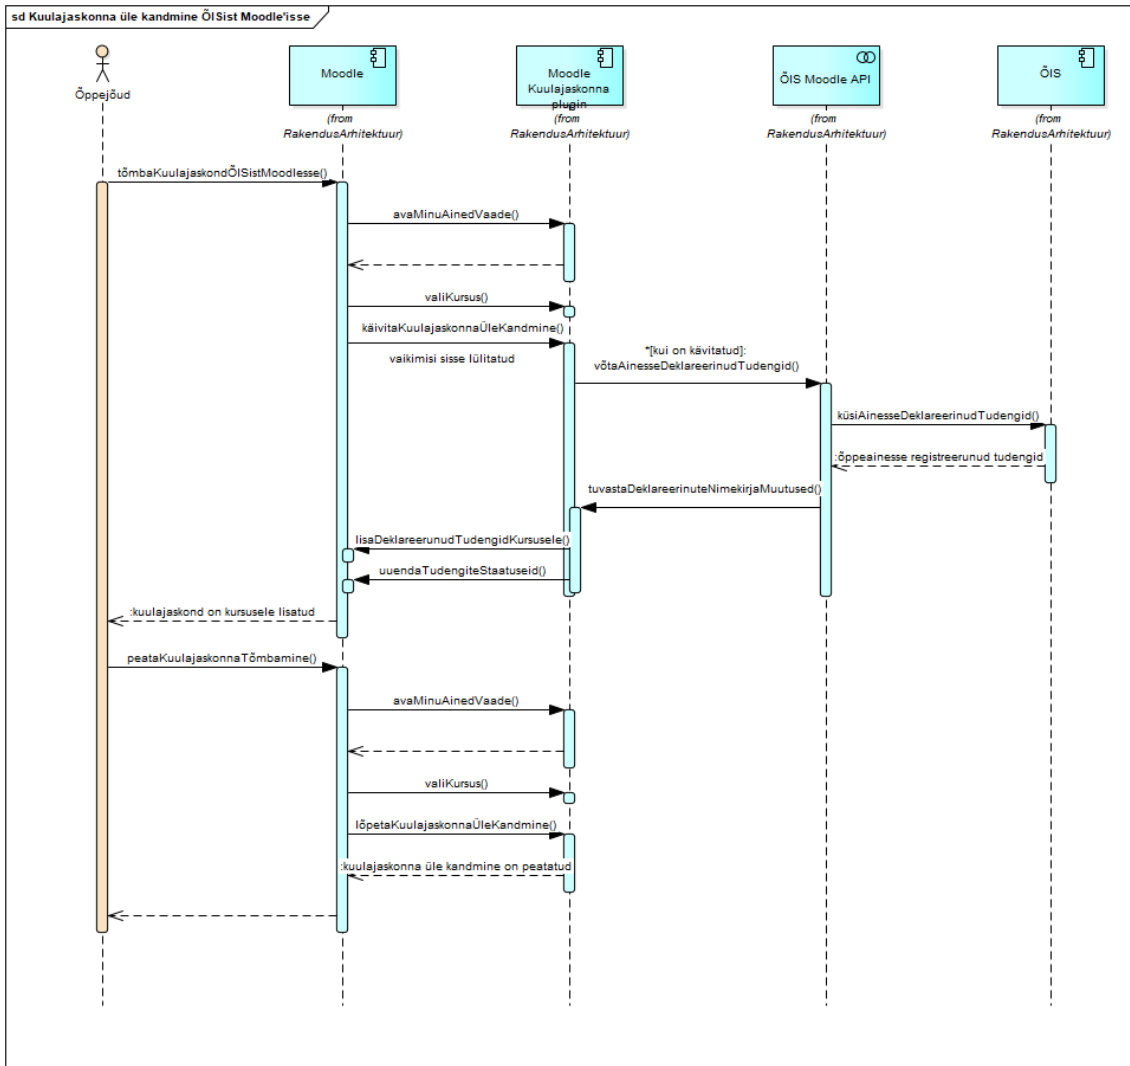 sd Kuulajaskonna üle kandmine ÕISist Moodle'isse
Õppejõud
Moodle
(from
RakendusArhitektuur)
Moodle
Kuulajaskonna
plugin
(from
RakendusArhitektuur)
ÕIS Moodle API
(from
RakendusArhitektuur)
ÕIS
(from
RakendusArhitektuur)
tõmbaKuulajaskondÕISistMoodlesse()
avaMinuAinedVaade()
valiKursus()
käivitaKuulajaskonnaÜleKandmine()
vaikimisi sisse lülitatud
*[kui on kävitatud]:
võtaAinesseDeklareerinudTudengid()
küsiAinesseDeklareerinudTudengid()
:õppeainesse registreerunud tudengid
tuvastaDeklareerinuteNimekirjaMuutused()
lisaDeklareerunudTudengidKursusele()
uuendaTudengiteStaatuseid()
:kuulajaskond on kursusele lisatud
peataKuulajaskonnaTõmbamine()
avaMinuAinedVaade()
valiKursus()
lõpetaKuulajaskonnaÜleKandmine()
:kuulajaskonna üle kandmine on peatatud